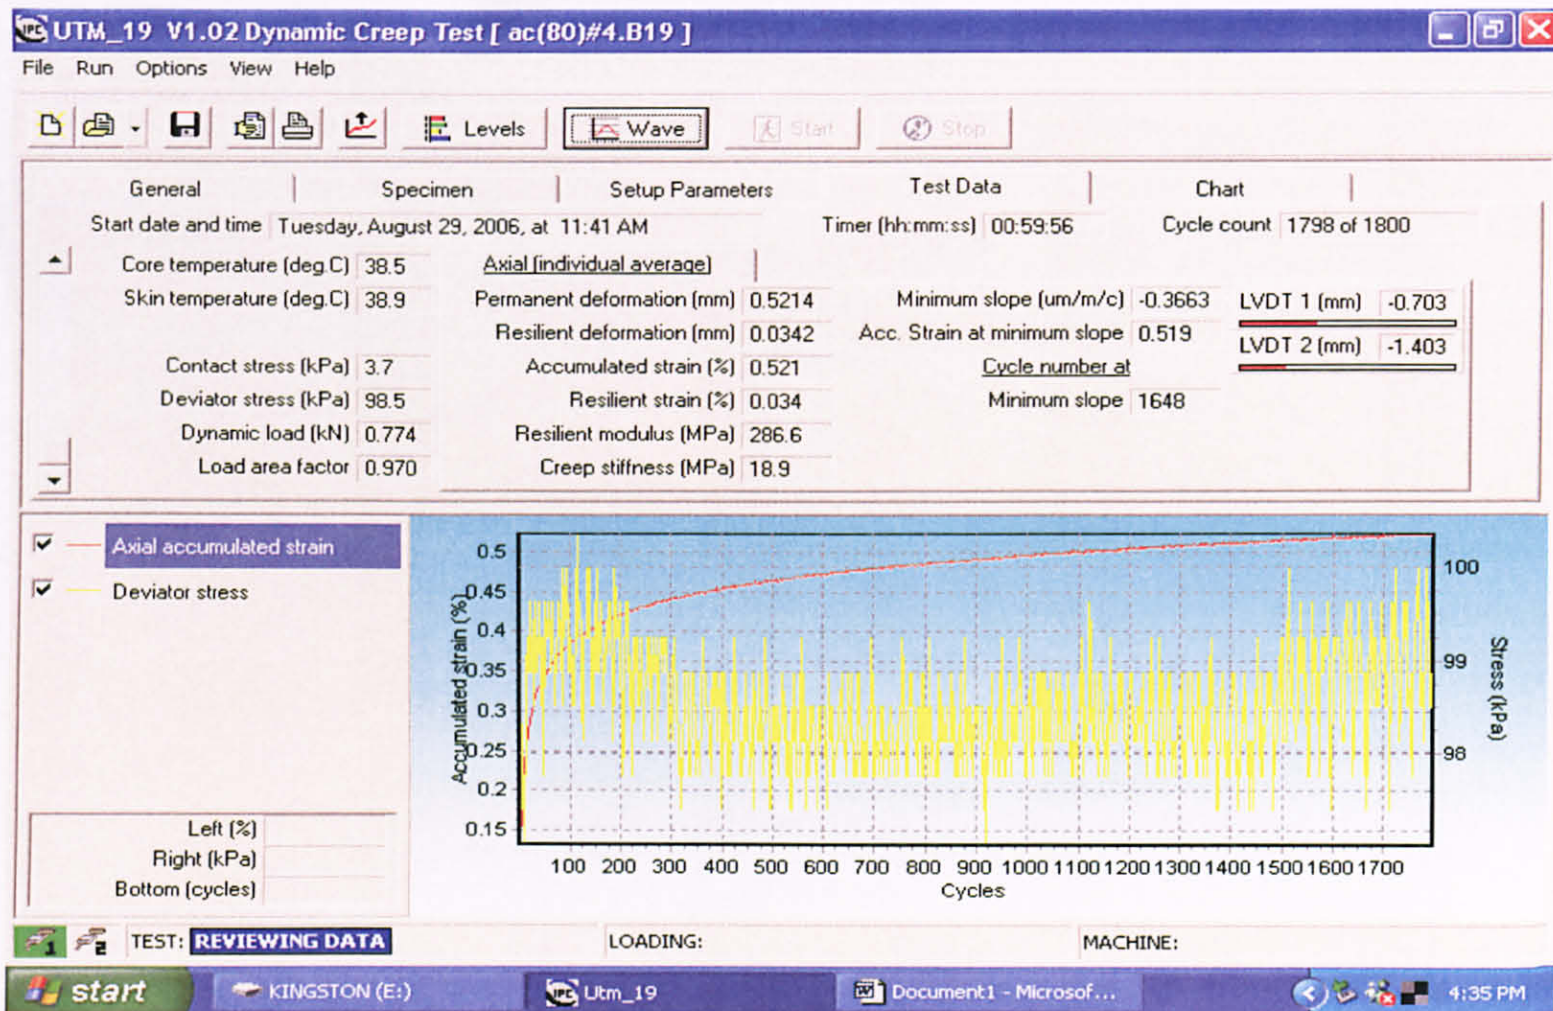 IPC UTM_19 V1.02 Dynamic Creep Test [ ac(80)#4.B19 ]
File Run Options View Help
Levels Wave Start Stop
General Specimen Setup Parameters Test Data Chart
Start date and time Tuesday, August 29, 2006, at 11:41 AM Timer (hh:mm:ss) 00:59:56 Cycle count 1798 of 1800
Core temperature (deg.C) 38.5 Axial (individual average)
Skin temperature (deg.C) 38.9 Permanent deformation (mm) 0.5214 Minimum slope (um/m/c) -0.3663 LVDT 1 (mm) -0.703
Resilient deformation (mm) 0.0342 Acc. Strain at minimum slope 0.519 LVDT 2 (mm) -1.403
Contact stress (kPa) 3.7 Accumulated strain (%) 0.521 Cycle number at
Deviator stress (kPa) 98.5 Resilient strain (%) 0.034 Minimum slope 1648
Dynamic load (kN) 0.774 Resilient modulus (MPa) 286.6
Load area factor 0.970 Creep stiffness (MPa) 18.9
Axial accumulated strain
Deviator stress
Left (%)
Right (kPa)
Bottom (cycles)
Accumulated strain (%)
0.5
0.45
0.4
0.35
0.3
0.25
0.2
0.15
100
99
98
Stress (kPa)
100 200 300 400 500 600 700 800 900 1000 1100 1200 1300 1400 1500 1600 1700
Cycles
1 2 TEST: REVIEWING DATA LOADING: MACHINE:
start KINGSTON (E:) IPC Utm_19 Document1 - Microsof... 4:35 PM